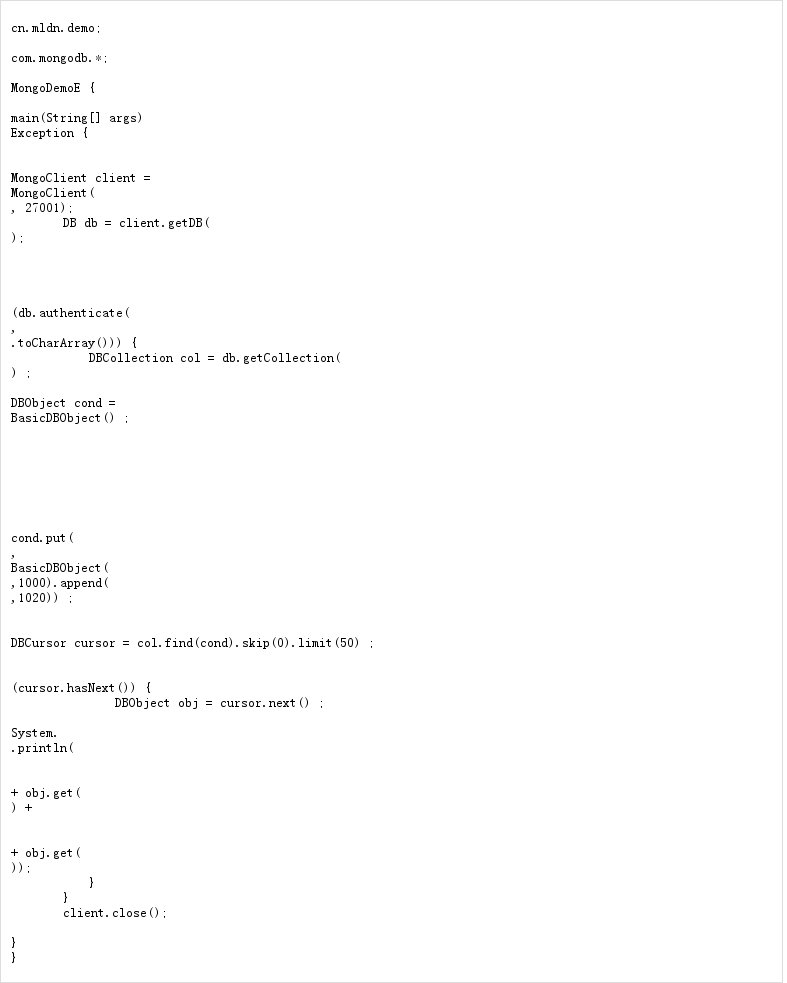 cn.mldn.demo;
com.mongodb.*;
MongoDemoE {
main(String[] args)
Exception {
MongoClient client =
MongoClient(
, 27001);
DB db = client.getDB(
);
(db.authenticate(
,
.toCharArray())) {
DBCollection col = db.getCollection(
) ;
DBObject cond =
BasicDBObject() ;
cond.put(
,
BasicDBObject(
,1000).append(
,1020)) ;
DBCursor cursor = col.find(cond).skip(0).limit(50) ;
(cursor.hasNext()) {
DBObject obj = cursor.next() ;
System.
.println(
+ obj.get(
) +
+ obj.get(
));
}
}
client.close();
}
}